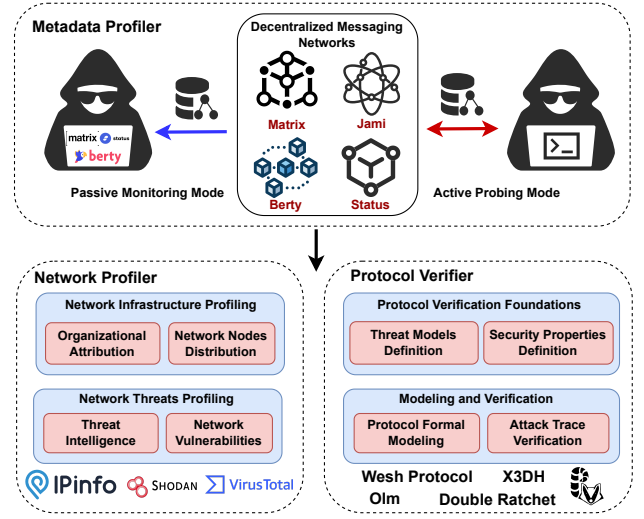 Metadata Profiler
Decentralized Messaging
Networks
Matrix
Jami
Berty
Status
[matrix]
status
berty
Passive Monitoring Mode
Active Probing Mode
Network Profiler
Network Infrastructure Profiling
Organizational
Attribution
Network Nodes
Distribution
Network Threats Profiling
Threat
Intelligence
Network
Vulnerabilities
IPinfo
SHODAN
VIRUSTOTAL
Protocol Verifier
Protocol Verification Foundations
Threat Models
Definition
Security Properties
Definition
Modeling and Verification
Protocol Formal
Modeling
Attack Trace
Verification
Wesh Protocol
X3DH
Olm
Double Ratchet